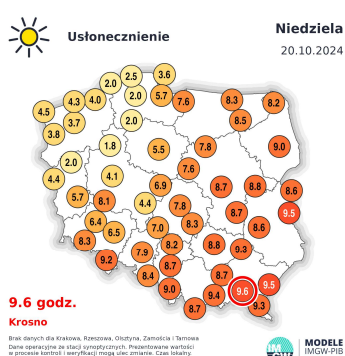 Usłonecznienie
Niedziela
20.10.2024
2.0 2.5 3.6
4.5 4.3 4.0 2.0 5.7 7.6 8.3 8.2
3.8 3.7 2.0 8.5
1.8 5.5 7.8 9.0
2.0 7.6
4.4 4.1 6.9 8.7 8.8 8.6
5.7 8.1 4.4 7.8 8.7 9.5
6.4 6.5 7.0 8.3 8.6
8.3 8.2 8.8 9.3
9.2 7.9 8.7
8.4 8.7 9.5
9.0 9.4 9.6
8.7 9.3
9.6 godz.
Krosno
Brak danych dla Krakowa, Rzeszowa, Olsztyna, Zamościa i Tarnowa
Dane operacyjne ze stacji synoptycznych. Prezentowane wartości
w procesie kontroli i weryfikacji mogą ulec zmianie. Czas lokalny.
IM
CMM
MODELE
IMGW-PIB